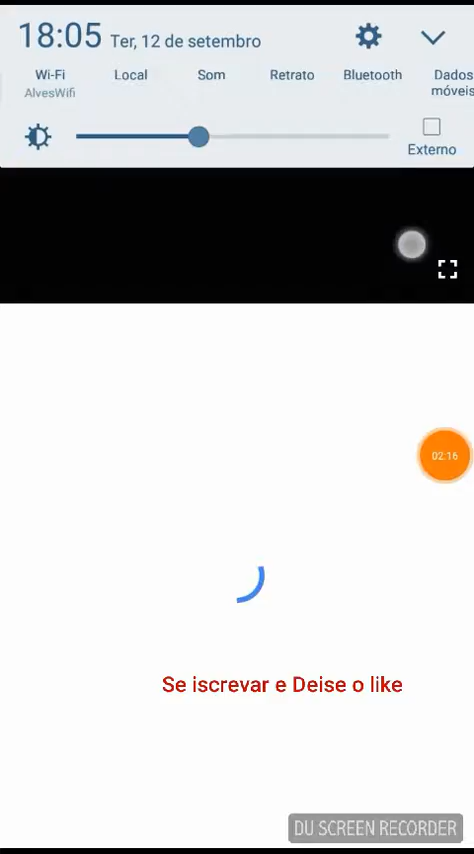 18:05 Ter, 12 de setembro
Wi-Fi Local Som Retrato Bluetooth Dados
AlvesWifi móveis
Externo
02:16
Se iscrevar e Deise o like
DU SCREEN RECORDER